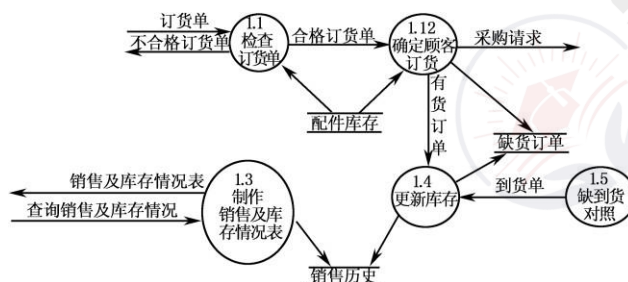 订货单
不合格订货单
1.1
检查
订货单
合格订货单
1.12
确定顾客
订货
采购请求
配件库存
有
货
订
单
缺货订单
销售及库存情况表
查询销售及库存情况
1.3
制作
销售及库
存情况表
1.4
更新库存
到货单
1.5
缺到货
对照
销售历史